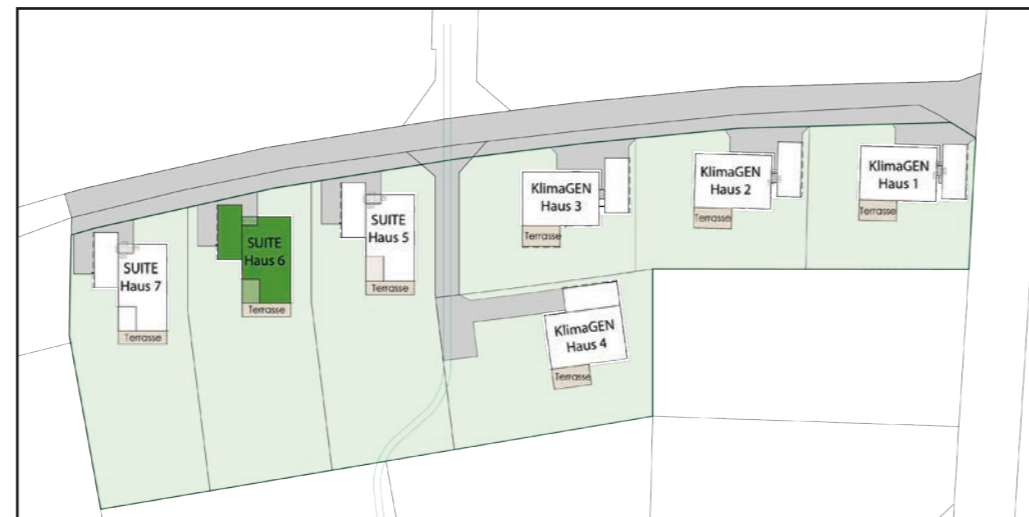 KlimaGEN
Haus 1
Terrasse
KlimaGEN
Haus 2
Terrasse
KlimaGEN
Haus 3
Terrasse
SUITE
Haus 5
Terrasse
SUITE
Haus 6
Terrasse
SUITE
Haus 7
Terrasse
KlimaGEN
Haus 4
Terrasse